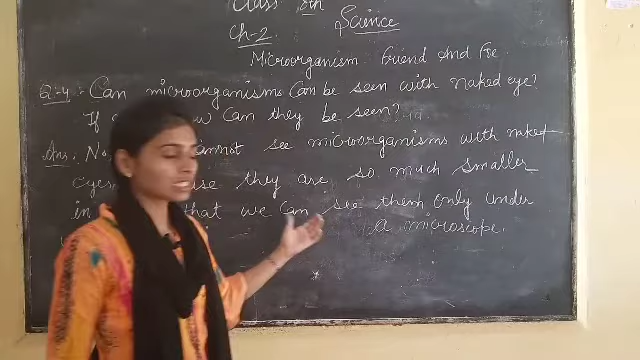 Class 8th
Science
Ch-2
Microorganism Friend And Foe
Q:-4:- Can microorganisms can be seen with naked eye?
If can they be seen?
Ans:- No, cannot see microorganisms with naked
eyes they are so much smaller
in that we can see them only under
a microscope.